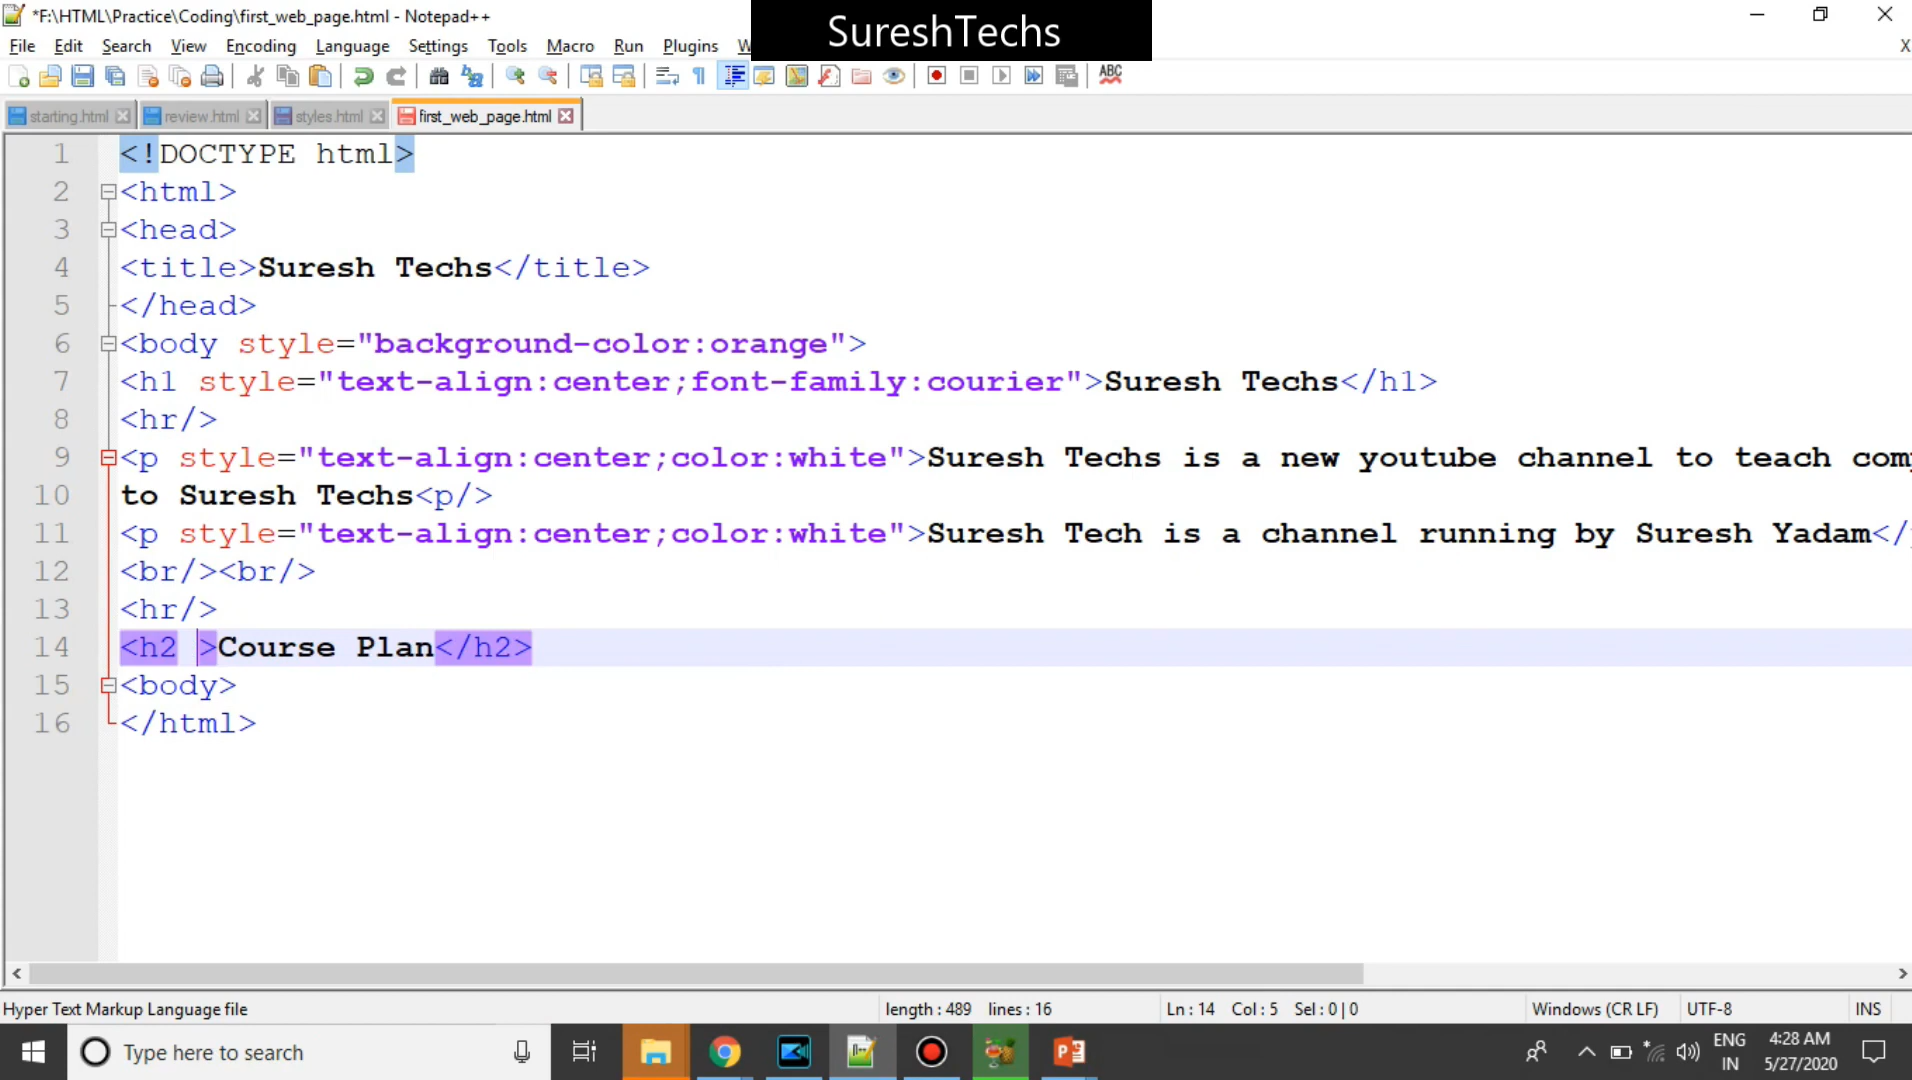 *F:\HTML\Practice\Coding\first_web_page.html - Notepad++
SureshTechs
File Edit Search View Encoding Language Settings Tools Macro Run Plugins W X
ABC
starting.html review.html styles.html first_web_page.html
1 <!DOCTYPE html>
2 <html>
3 <head>
4 <title>Suresh Techs</title>
5 </head>
6 <body style="background-color:orange">
7 <h1 style="text-align:center;font-family:courier">Suresh Techs</h1>
8 <hr/>
9 <p style="text-align:center;color:white">Suresh Techs is a new youtube channel to teach com
10 to Suresh Techs<p/>
11 <p style="text-align:center;color:white">Suresh Tech is a channel running by Suresh Yadam</
12 <br/><br/>
13 <hr/>
14 <h2 >Course Plan</h2>
15 <body>
16 </html>
Hyper Text Markup Language file length : 489 lines : 16 Ln : 14 Col : 5 Sel : 0 | 0 Windows (CR LF) UTF-8 INS
Type here to search ENG 4:28 AM
IN 5/27/2020